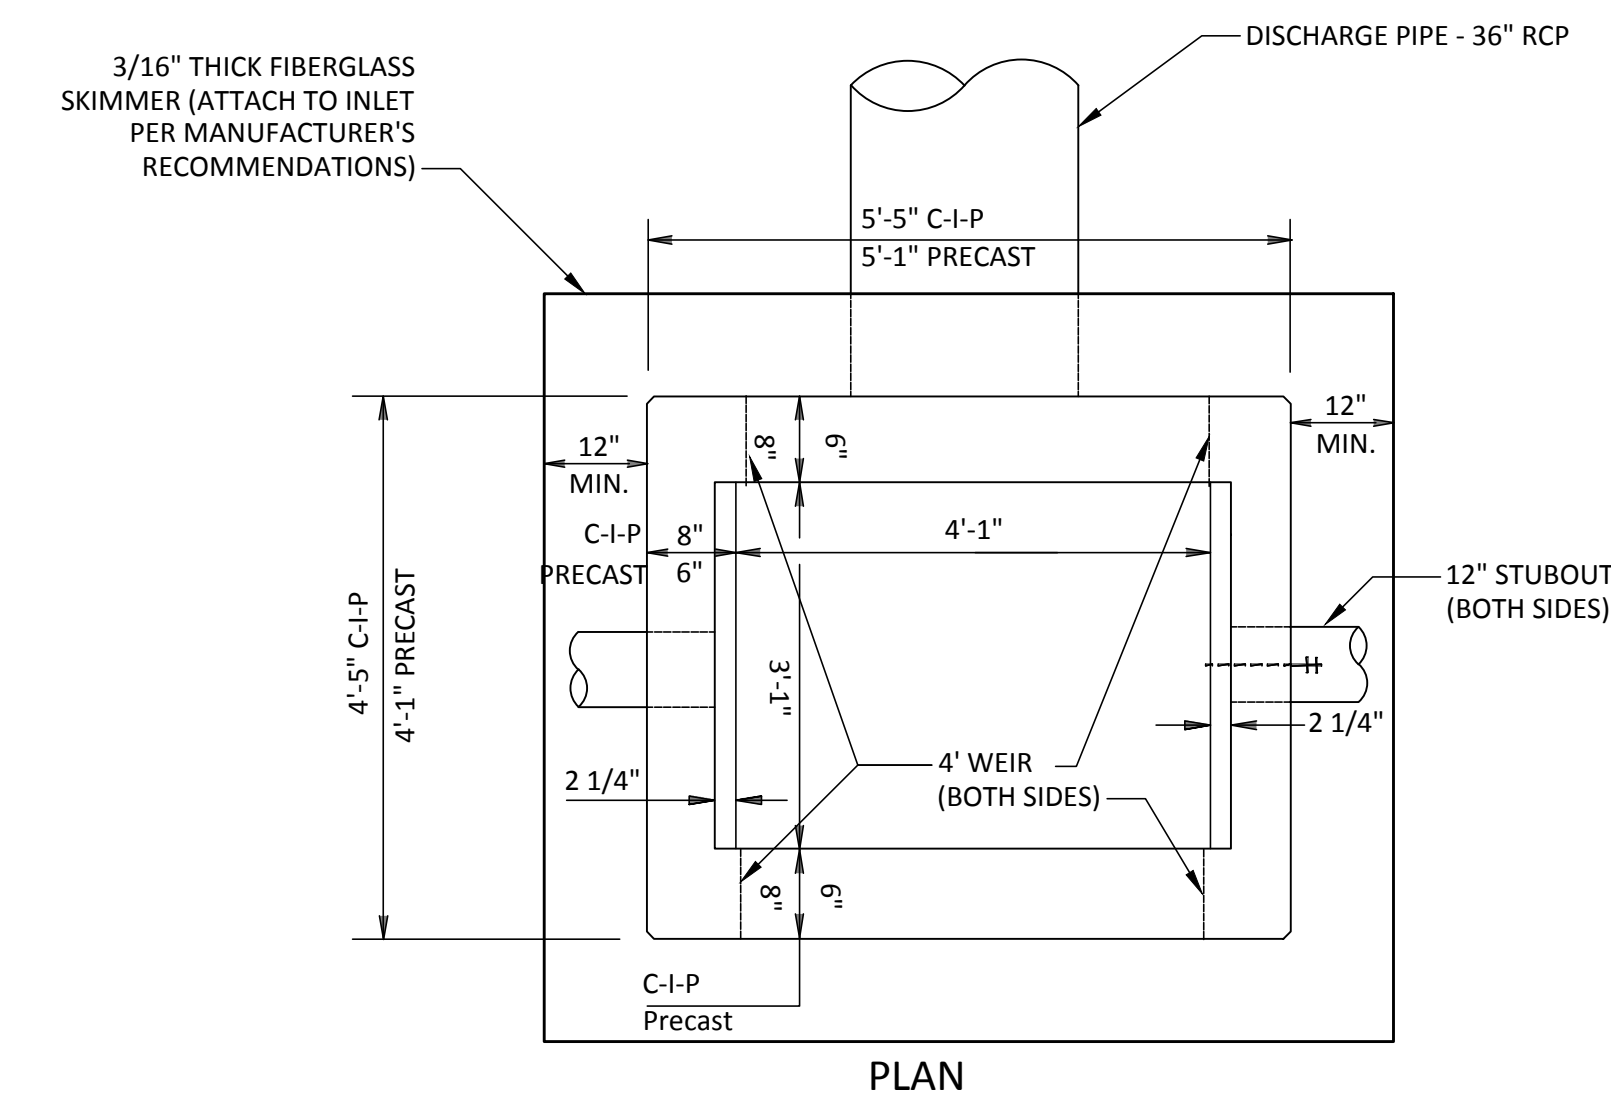 DISCHARGE PIPE - 36" RCP
3/16" THICK FIBERGLASS
SKIMMER (ATTACH TO INLET
PER MANUFACTURER'S
RECOMMENDATIONS)
5'-5" C-I-P
5'-1" PRECAST
12"
MIN.
12"
MIN.
8"
6"
C-I-P 8"
PRECAST 6"
4'-1"
4'-5" C-I-P
4'-1" PRECAST
12" STUBOUT
(BOTH SIDES)
3'-1"
2 1/4"
2 1/4"
4' WEIR
(BOTH SIDES)
8"
6"
C-I-P
Precast
PLAN